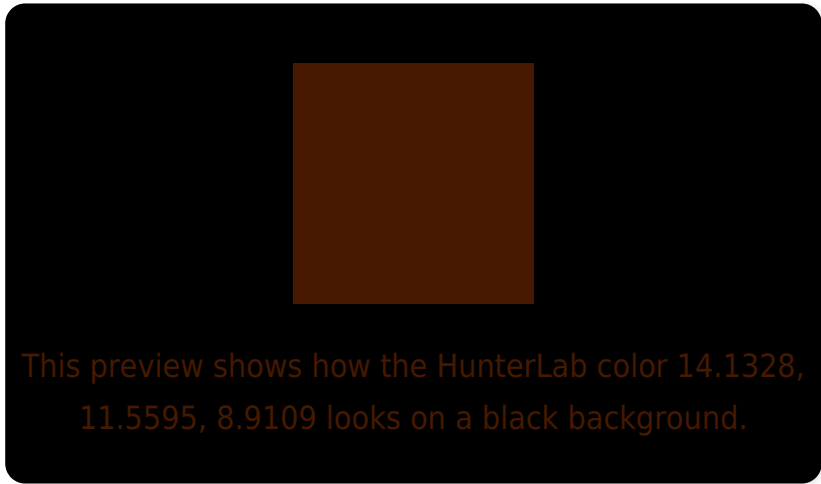 This preview shows how the HunterLab color 14.1328,
11.5595, 8.9109 looks on a black background.